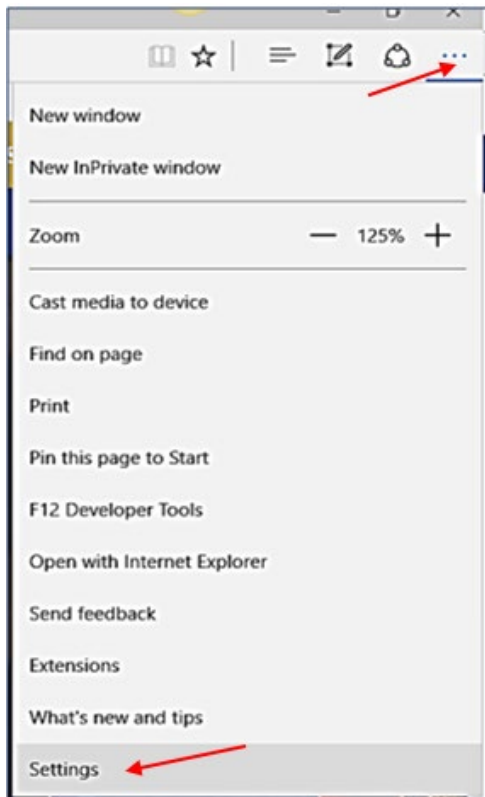 New window
New InPrivate window
Zoom — 125% +
Cast media to device
Find on page
Print
Pin this page to Start
F12 Developer Tools
Open with Internet Explorer
Send feedback
Extensions
What's new and tips
Settings